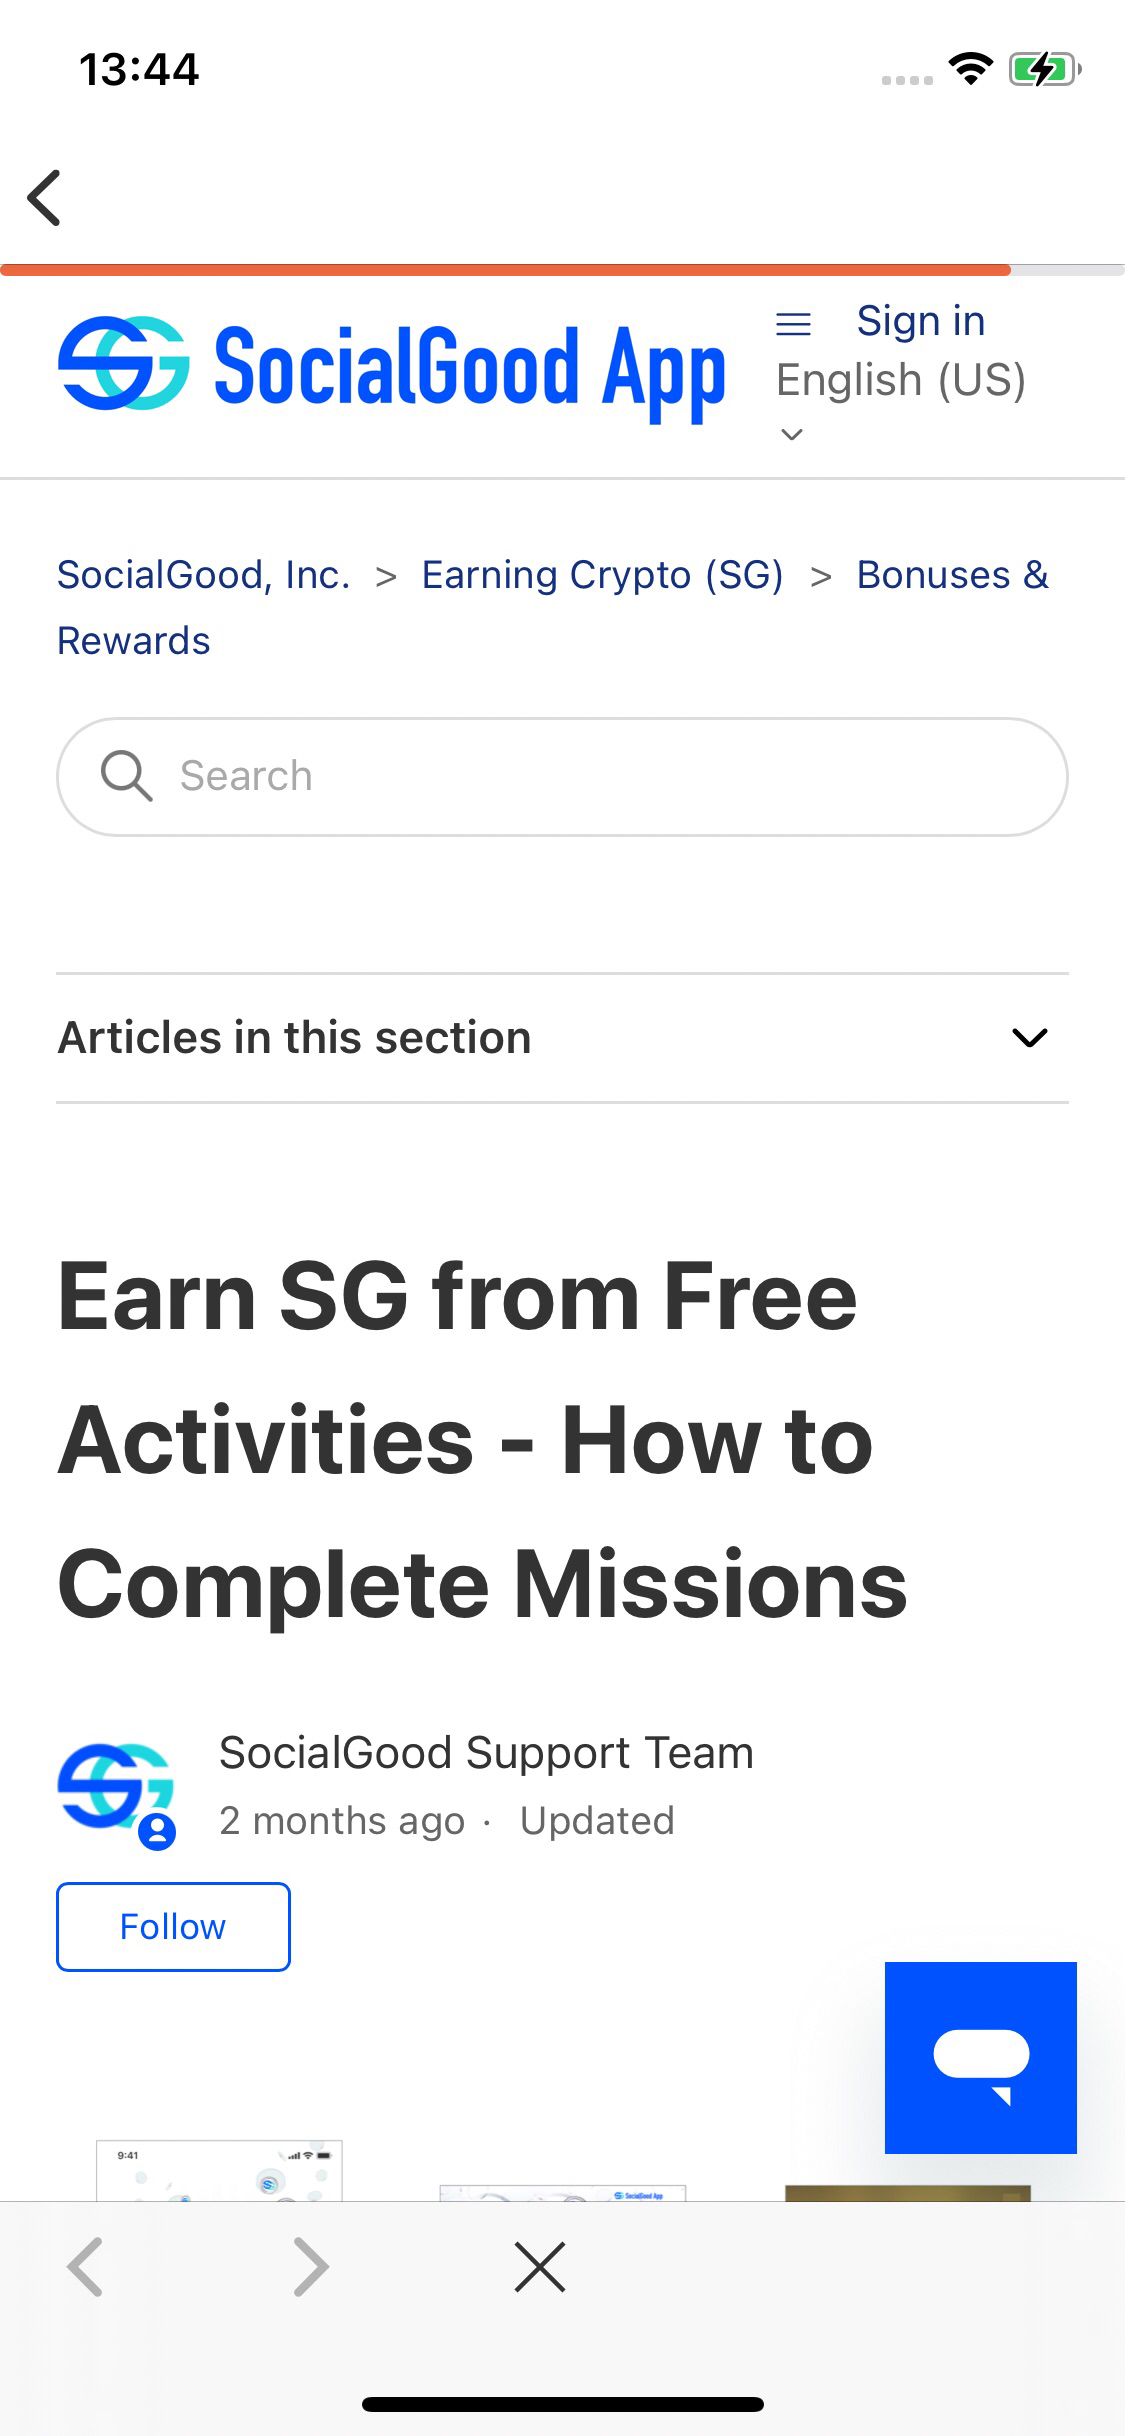 13:44
SocialGood App
Sign in
English (US)
SocialGood, Inc. > Earning Crypto (SG) > Bonuses &
Rewards
Search
Articles in this section
Earn SG from Free
Activities - How to
Complete Missions
SocialGood Support Team
2 months ago · Updated
Follow
9:41
SocialGood App